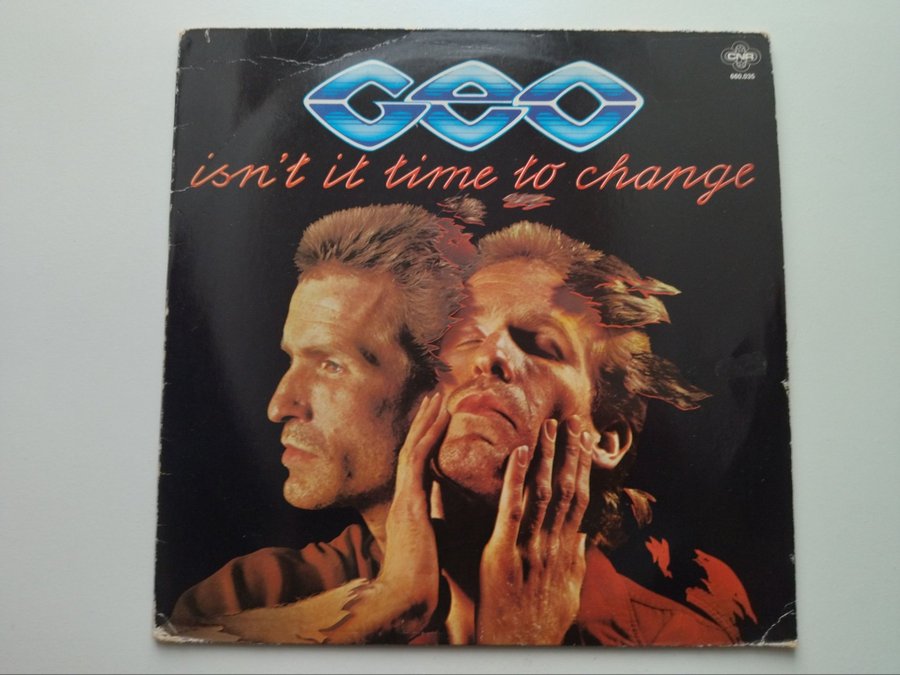 GEO
CNR
660.035
isn't it time to change